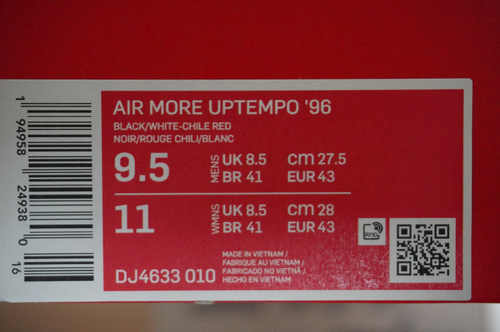 AIR MORE UPTEMPO '96
BLACK/WHITE-CHILE RED
NOIR/ROUGE CHILI/BLANC
9.5 MENS UK 8.5 CM 27.5
BR 41 EUR 43
11 WMNS UK 8.5 CM 28
BR 41 EUR 43
RFID
DJ4633 010
MADE IN VIETNAM /
FABRIQUE AU VIETNAM /
FABRICADO NO VIETNÃ /
HECHO EN VIETNAM
1 94958 24938 0 16